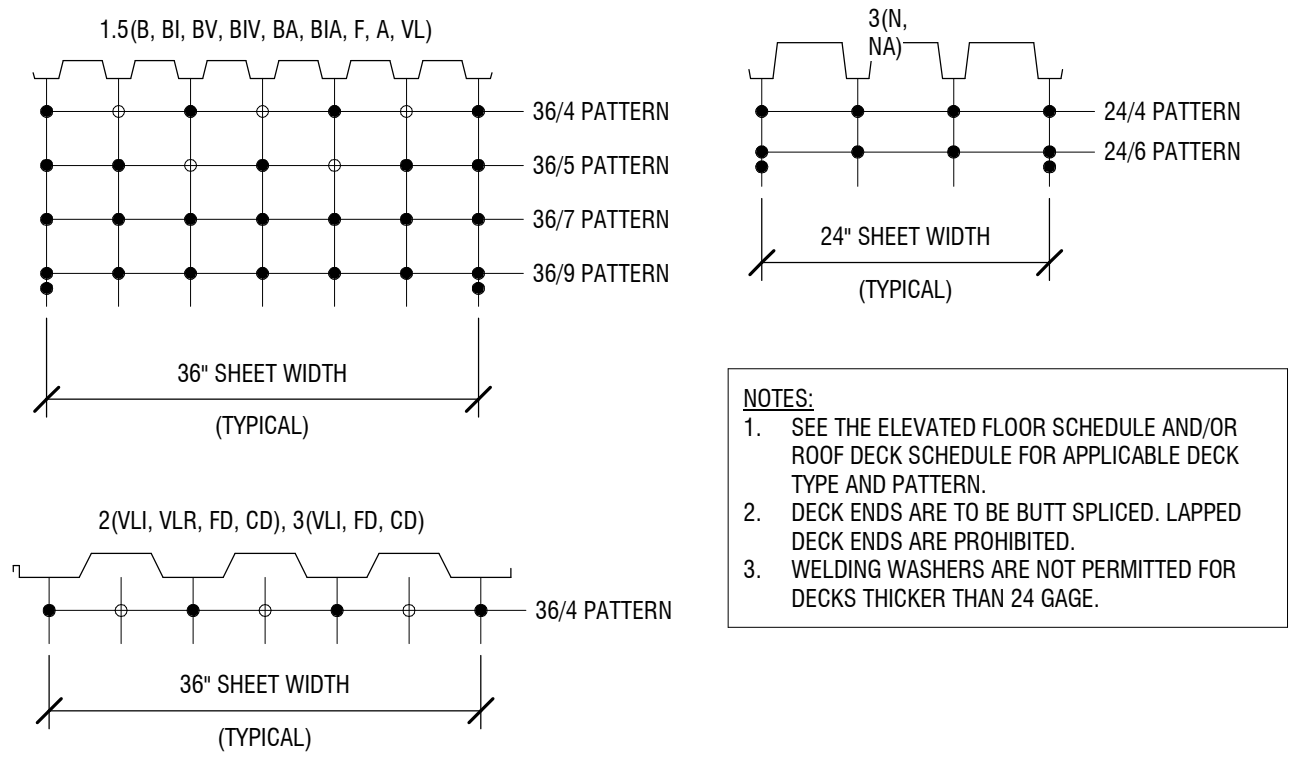 1.5(B, BI, BV, BIV, BA, BIA, F, A, VL)
36/4 PATTERN
36/5 PATTERN
36/7 PATTERN
36/9 PATTERN
36" SHEET WIDTH
(TYPICAL)
3(N,
NA)
24/4 PATTERN
24/6 PATTERN
24" SHEET WIDTH
(TYPICAL)
2(VLI, VLR, FD, CD), 3(VLI, FD, CD)
36/4 PATTERN
36" SHEET WIDTH
(TYPICAL)
NOTES:
1. SEE THE ELEVATED FLOOR SCHEDULE AND/OR
ROOF DECK SCHEDULE FOR APPLICABLE DECK
TYPE AND PATTERN.
2. DECK ENDS ARE TO BE BUTT SPLICED. LAPPED
DECK ENDS ARE PROHIBITED.
3. WELDING WASHERS ARE NOT PERMITTED FOR
DECKS THICKER THAN 24 GAGE.